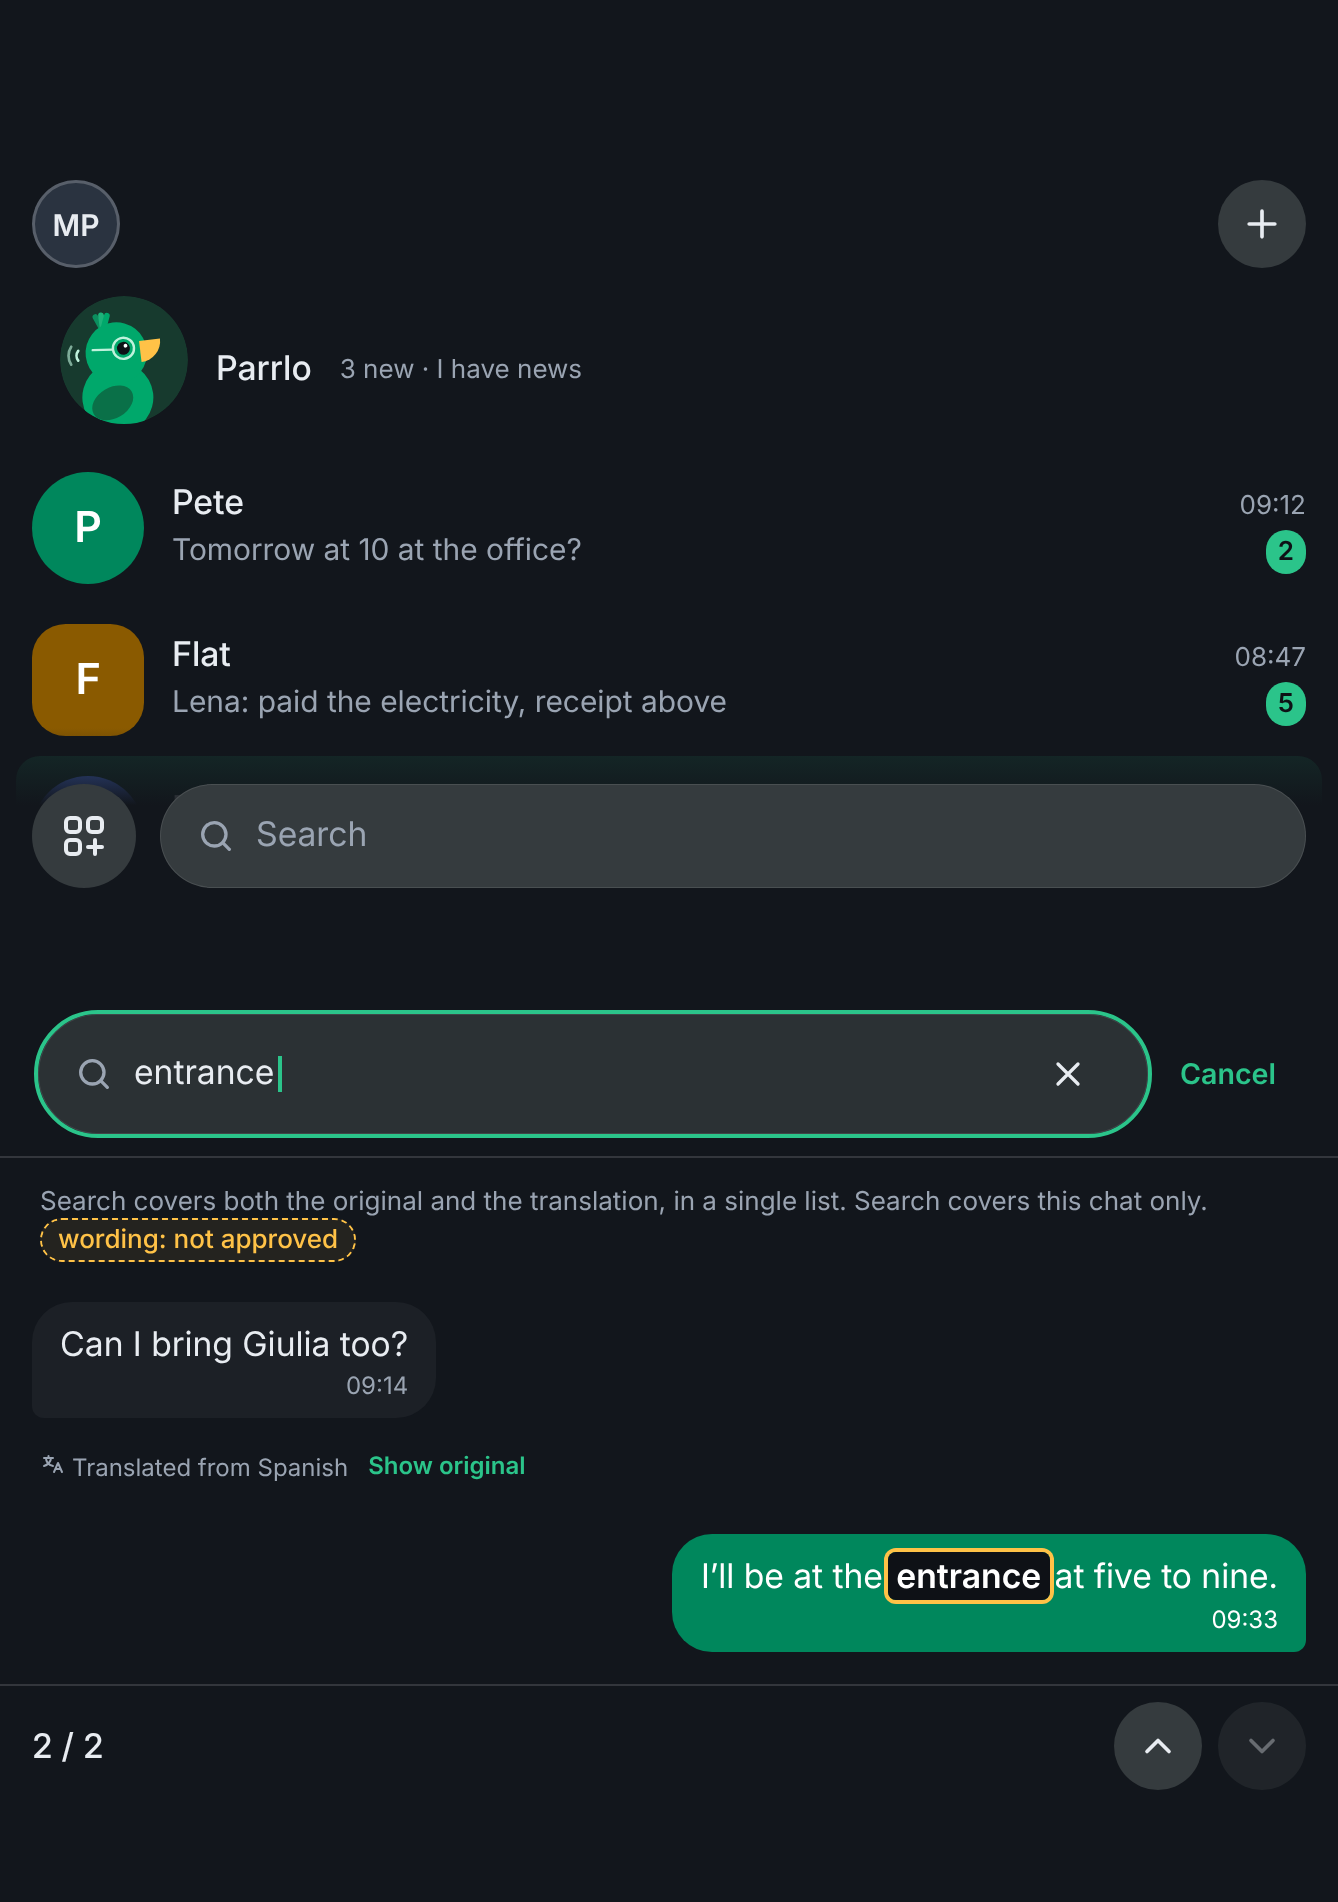 MP
Parrlo 3 new · I have news
P
Pete
09:12
Tomorrow at 10 at the office?
2
F
Flat
08:47
Lena: paid the electricity, receipt above
5
Search
entrance
Cancel
Search covers both the original and the translation, in a single list. Search covers this chat only.
wording: not approved
Can I bring Giulia too?
09:14
Translated from Spanish Show original
I’ll be at the entrance at five to nine.
09:33
2 / 2